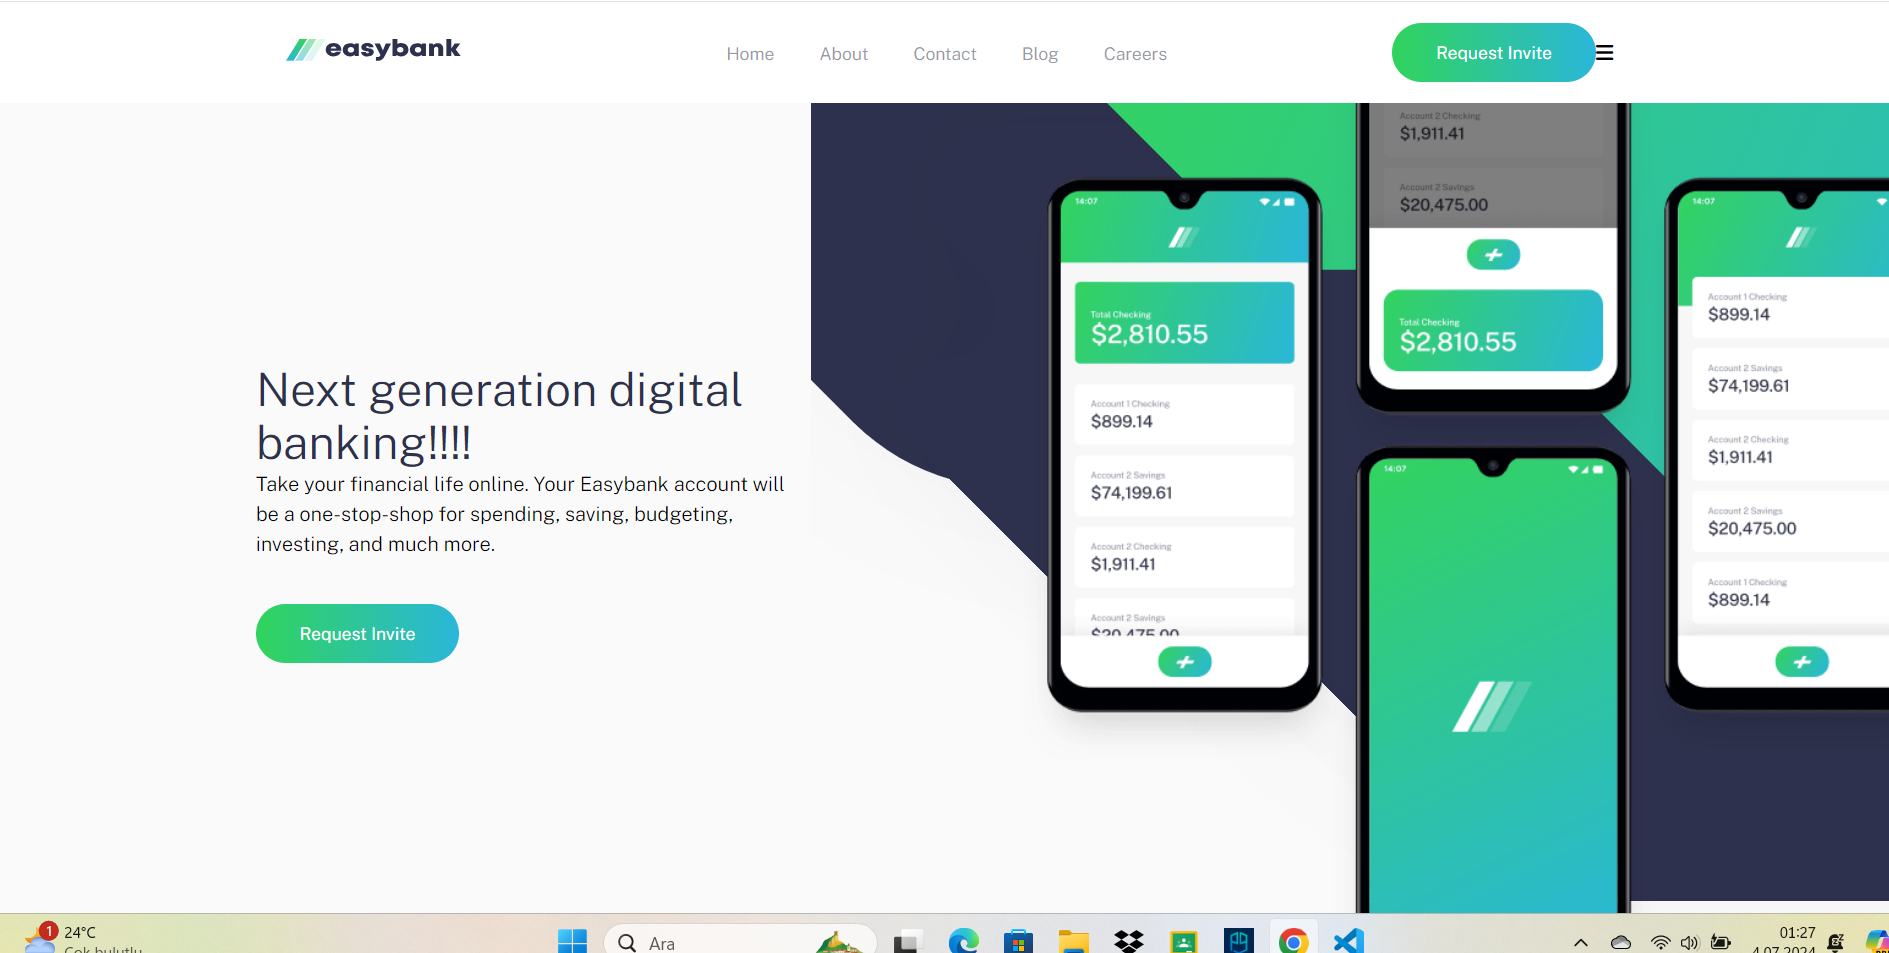 easybank
Home About Contact Blog Careers
Request Invite
Next generation digital
banking!!!!
Take your financial life online. Your Easybank account will
be a one-stop-shop for spending, saving, budgeting,
investing, and much more.
Request Invite
14:07
Total Checking
$2,810.55
Account 1 Checking
$899.14
Account 2 Savings
$74,199.61
Account 2 Checking
$1,911.41
Account 2 Savings
$20,475.00
Account 2 Checking
$1,911.41
Account 2 Savings
$20,475.00
Total Checking
$2,810.55
14:07
14:07
Account 1 Checking
$899.14
Account 2 Savings
$74,199.61
Account 2 Checking
$1,911.41
Account 2 Savings
$20,475.00
Account 1 Checking
$899.14
1
24°C
Çok bulutlu
Ara
01:27
4.07.2024